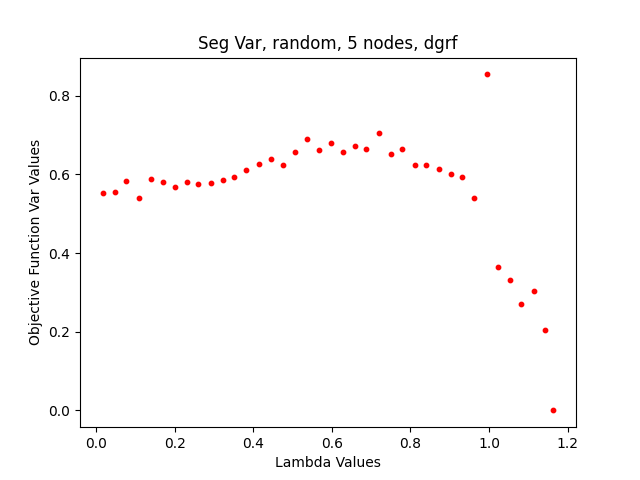 Seg Var, random, 5 nodes, dgrf
Objective Function Var Values
0.8
0.6
0.4
0.2
0.0
0.0 0.2 0.4 0.6 0.8 1.0 1.2
Lambda Values